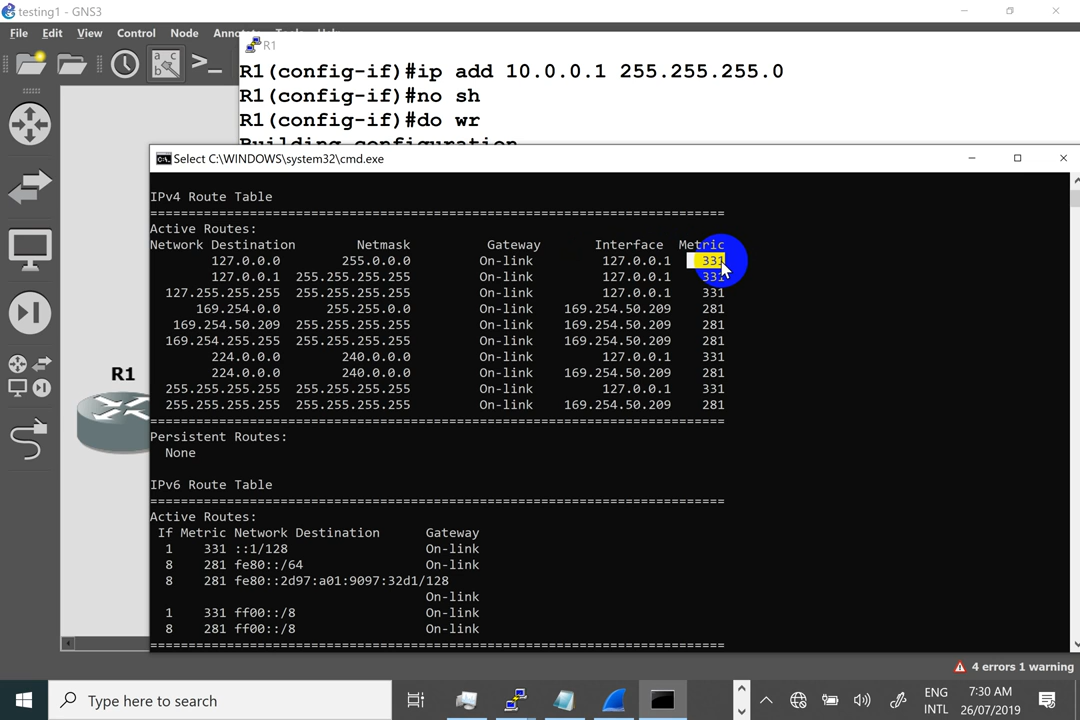 testing1 - GNS3
File Edit View Control Node
R1
R1(config-if)#ip add 10.0.0.1 255.255.255.0
R1(config-if)#no sh
R1(config-if)#do wr
Building configuration
Select C:\WINDOWS\system32\cmd.exe
IPv4 Route Table
===========================================================================
Active Routes:
Network Destination Netmask Gateway Interface Metric
127.0.0.0 255.0.0.0 On-link 127.0.0.1 331
127.0.0.1 255.255.255.255 On-link 127.0.0.1 331
127.255.255.255 255.255.255.255 On-link 127.0.0.1 331
169.254.0.0 255.255.0.0 On-link 169.254.50.209 281
169.254.50.209 255.255.255.255 On-link 169.254.50.209 281
169.254.255.255 255.255.255.255 On-link 169.254.50.209 281
224.0.0.0 240.0.0.0 On-link 127.0.0.1 331
224.0.0.0 240.0.0.0 On-link 169.254.50.209 281
255.255.255.255 255.255.255.255 On-link 127.0.0.1 331
255.255.255.255 255.255.255.255 On-link 169.254.50.209 281
===========================================================================
Persistent Routes:
None
IPv6 Route Table
===========================================================================
Active Routes:
If Metric Network Destination Gateway
1 331 ::1/128 On-link
8 281 fe80::/64 On-link
8 281 fe80::2d97:a01:9097:32d1/128
On-link
1 331 ff00::/8 On-link
8 281 ff00::/8 On-link
===========================================================================
R1
4 errors 1 warning
Type here to search
ENG
INTL
7:30 AM
26/07/2019